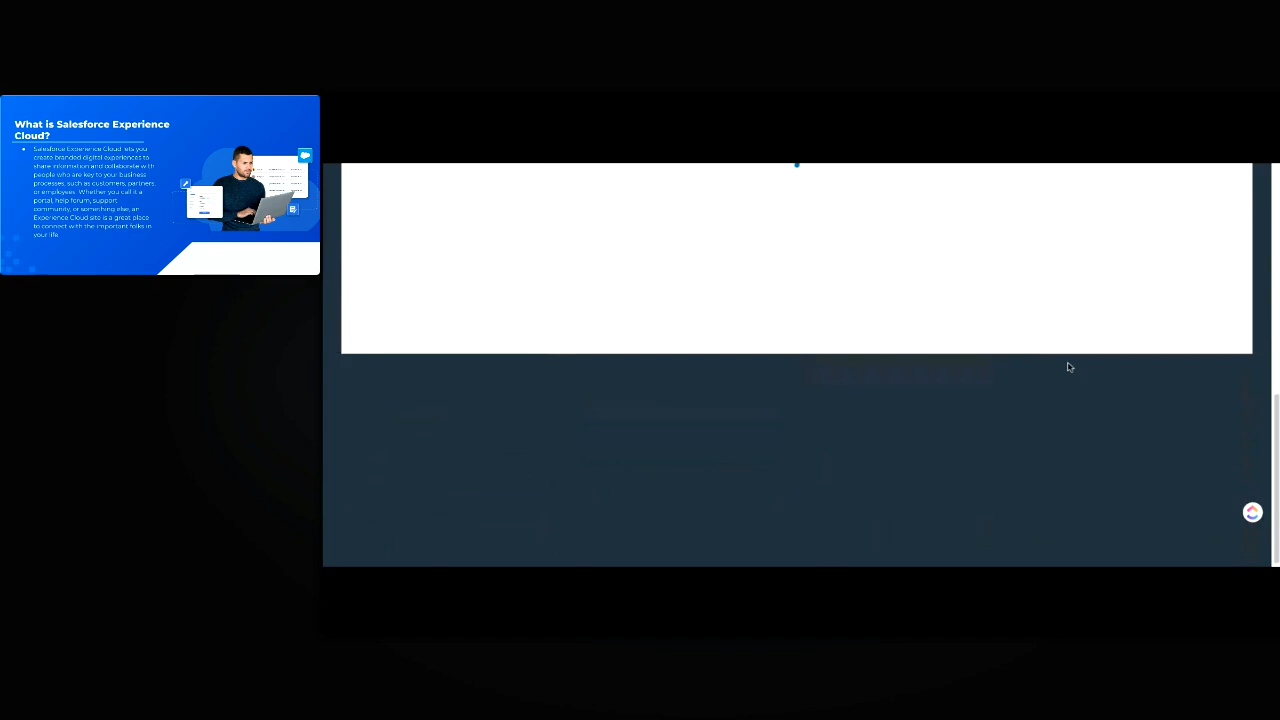 What is Salesforce Experience
Cloud?
Salesforce Experience Cloud lets you
create branded digital experiences to
share information and collaborate with
people who are key to your business
processes, such as customers, partners,
or employees. Whether you call it a
portal, help forum, support
community, or something else, an
Experience Cloud site is a great place
to connect with the important folks in
your life